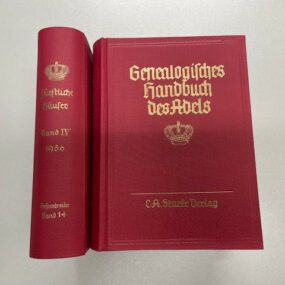 Fürstliche
Häuser
Band IV
1956
Gesamtreihe
Band 14
Genealogisches
Handbuch
des Adels
C.A. Starke Verlag